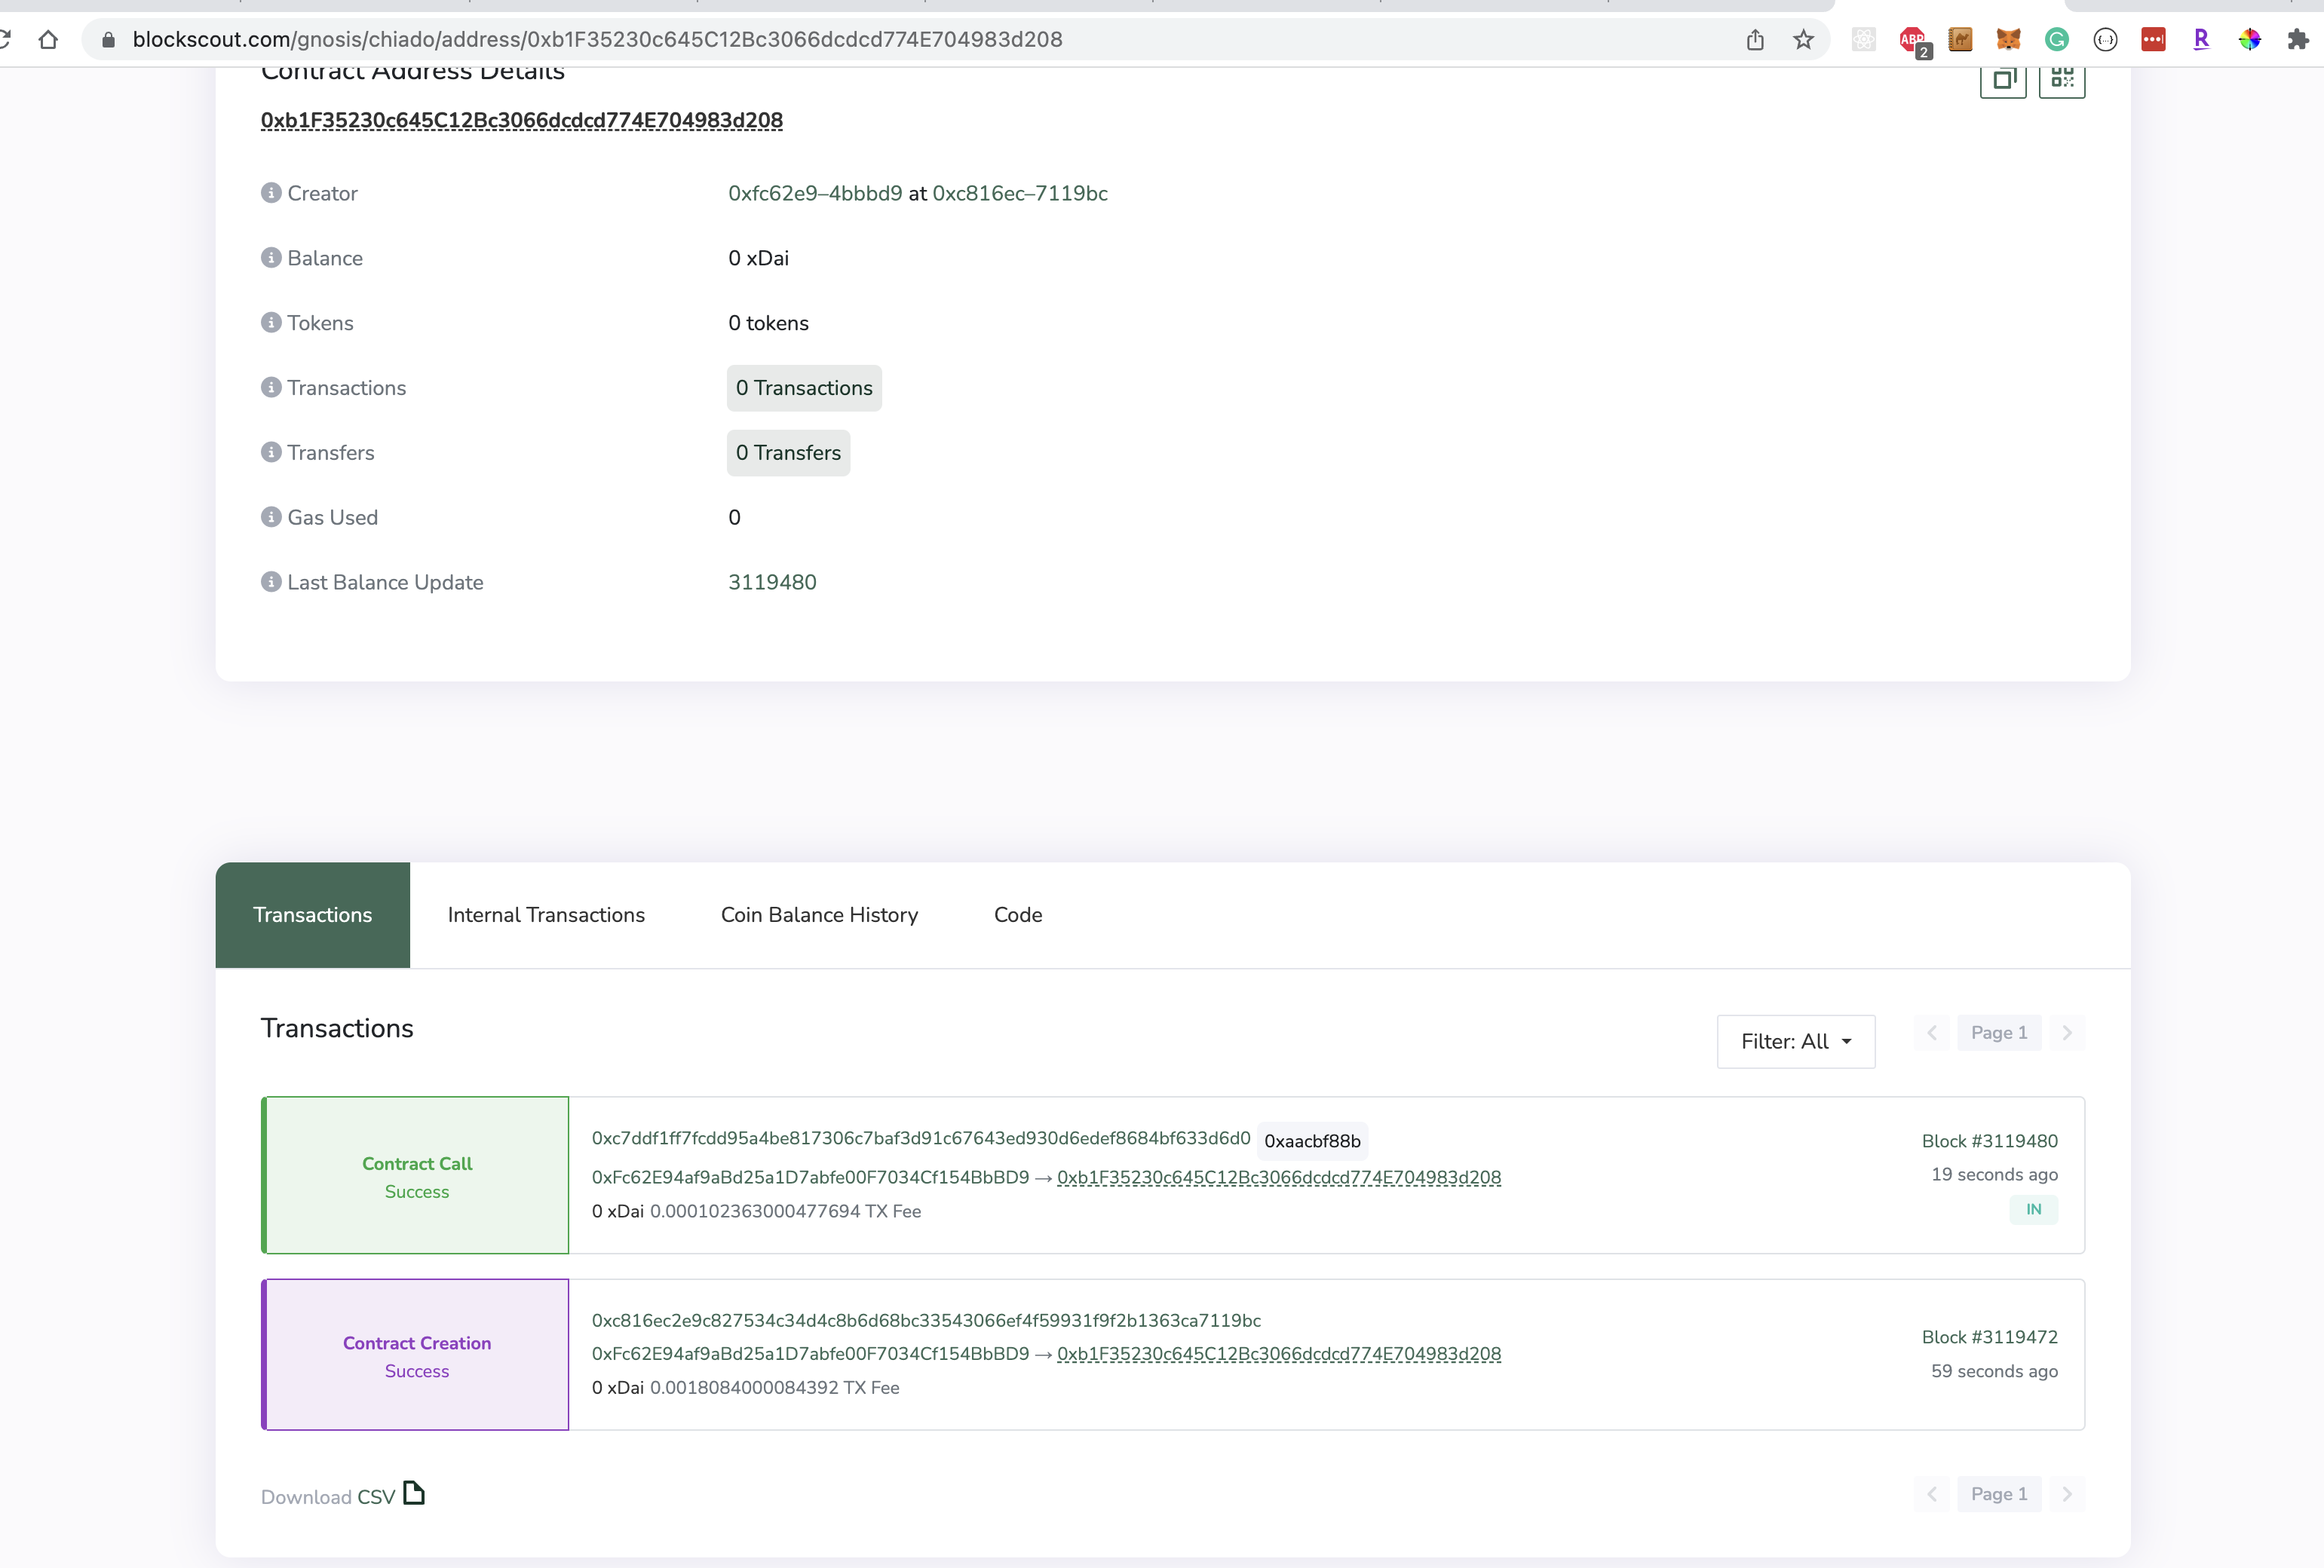 blockscout.com/gnosis/chiado/address/0xb1F35230c645C12Bc3066dcdcd774E704983d208
ABP
2
G
R
Contract Address Details
0xb1F35230c645C12Bc3066dcdcd774E704983d208
Creator 0xfc62e9–4bbbd9 at 0xc816ec–7119bc
Balance 0 xDai
Tokens 0 tokens
Transactions 0 Transactions
Transfers 0 Transfers
Gas Used 0
Last Balance Update 3119480
Transactions Internal Transactions Coin Balance History Code
Transactions
Filter: All
Page 1
Contract Call
Success
0xc7ddf1ff7fcdd95a4be817306c7baf3d91c67643ed930d6edef8684bf633d6d0 0xaacbf88b
0xFc62E94af9aBd25a1D7abfe00F7034Cf154BbBD9 → 0xb1F35230c645C12Bc3066dcdcd774E704983d208
0 xDai 0.000102363000477694 TX Fee
Block #3119480
19 seconds ago
IN
Contract Creation
Success
0xc816ec2e9c827534c34d4c8b6d68bc33543066ef4f59931f9f2b1363ca7119bc
0xFc62E94af9aBd25a1D7abfe00F7034Cf154BbBD9 → 0xb1F35230c645C12Bc3066dcdcd774E704983d208
0 xDai 0.0018084000084392 TX Fee
Block #3119472
59 seconds ago
Download CSV
Page 1